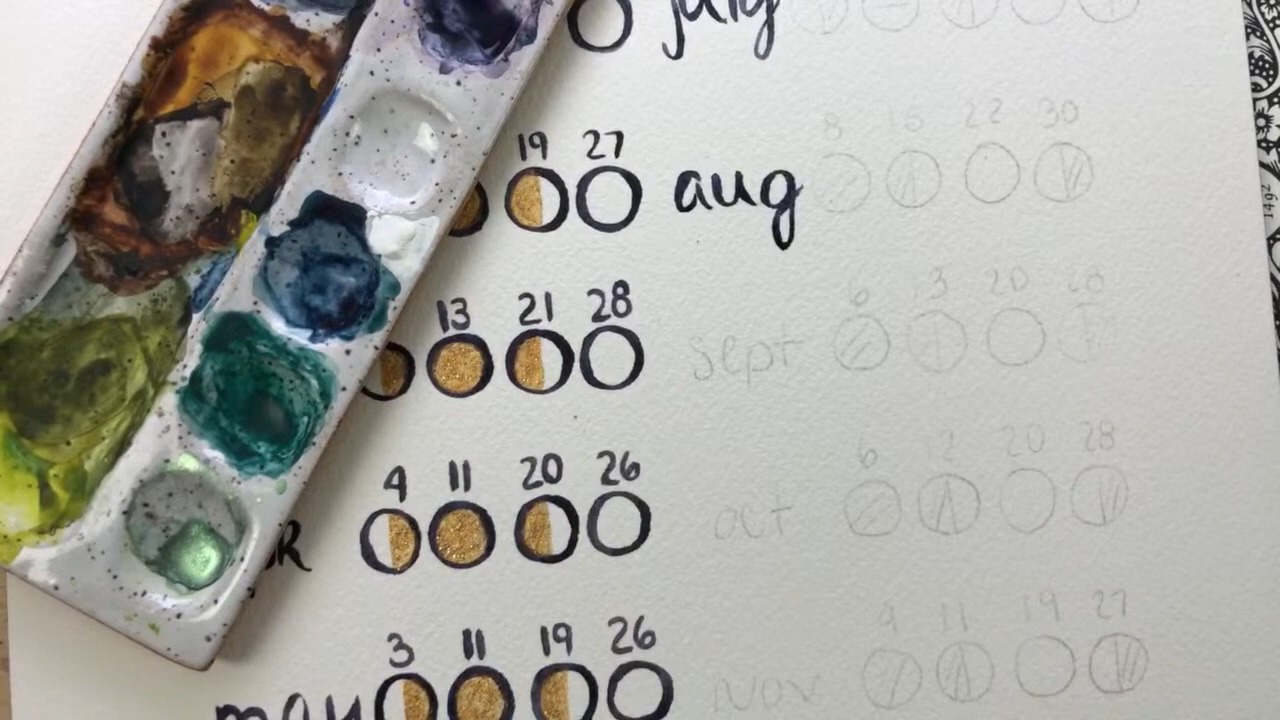 july
19 27
aug
8 15 22 30
13 21 28
sept
6 13 20 28
4 11 20 26
R
oct
6 12 20 28
3 11 19 26
may
nov
4 11 19 27